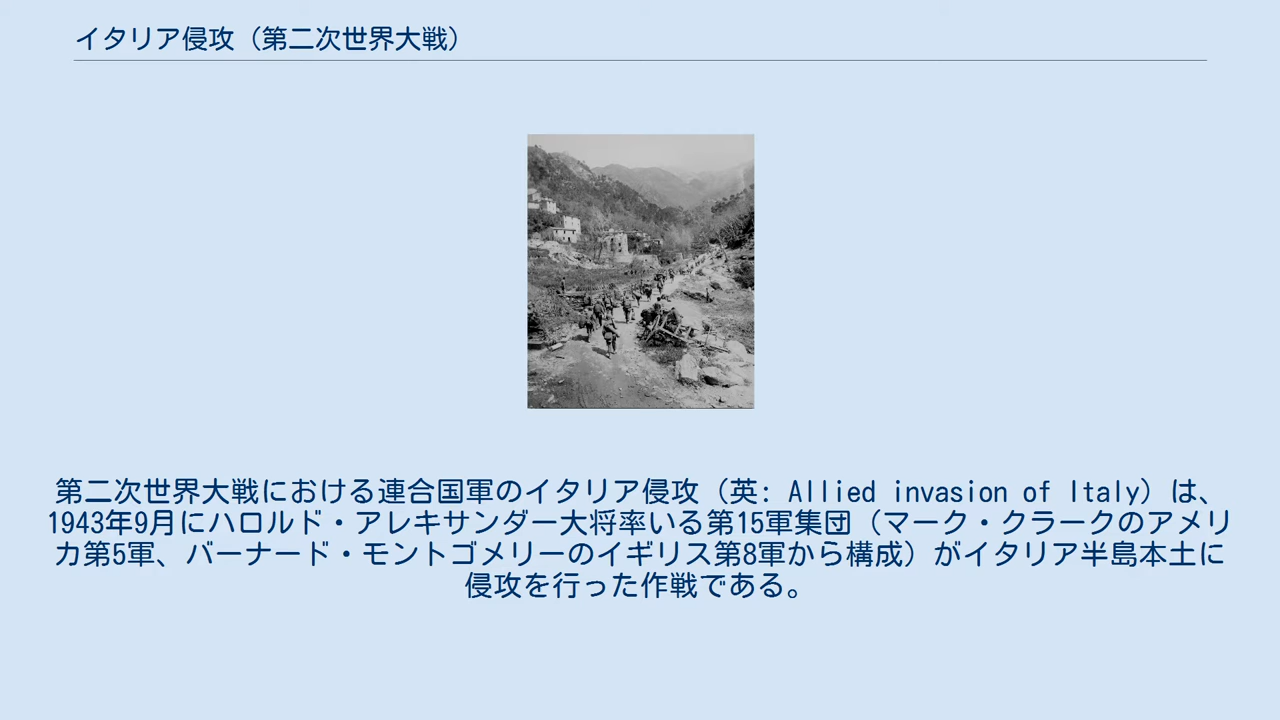 イタリア侵攻（第二次世界大戦）
第二次世界大戦における連合国軍のイタリア侵攻（英: Allied invasion of Italy）は、
1943年9月にハロルド・アレキサンダー大将率いる第15軍集団（マーク・クラークのアメリ
カ第5軍、バーナード・モントゴメリーのイギリス第8軍から構成）がイタリア半島本土に
侵攻を行った作戦である。